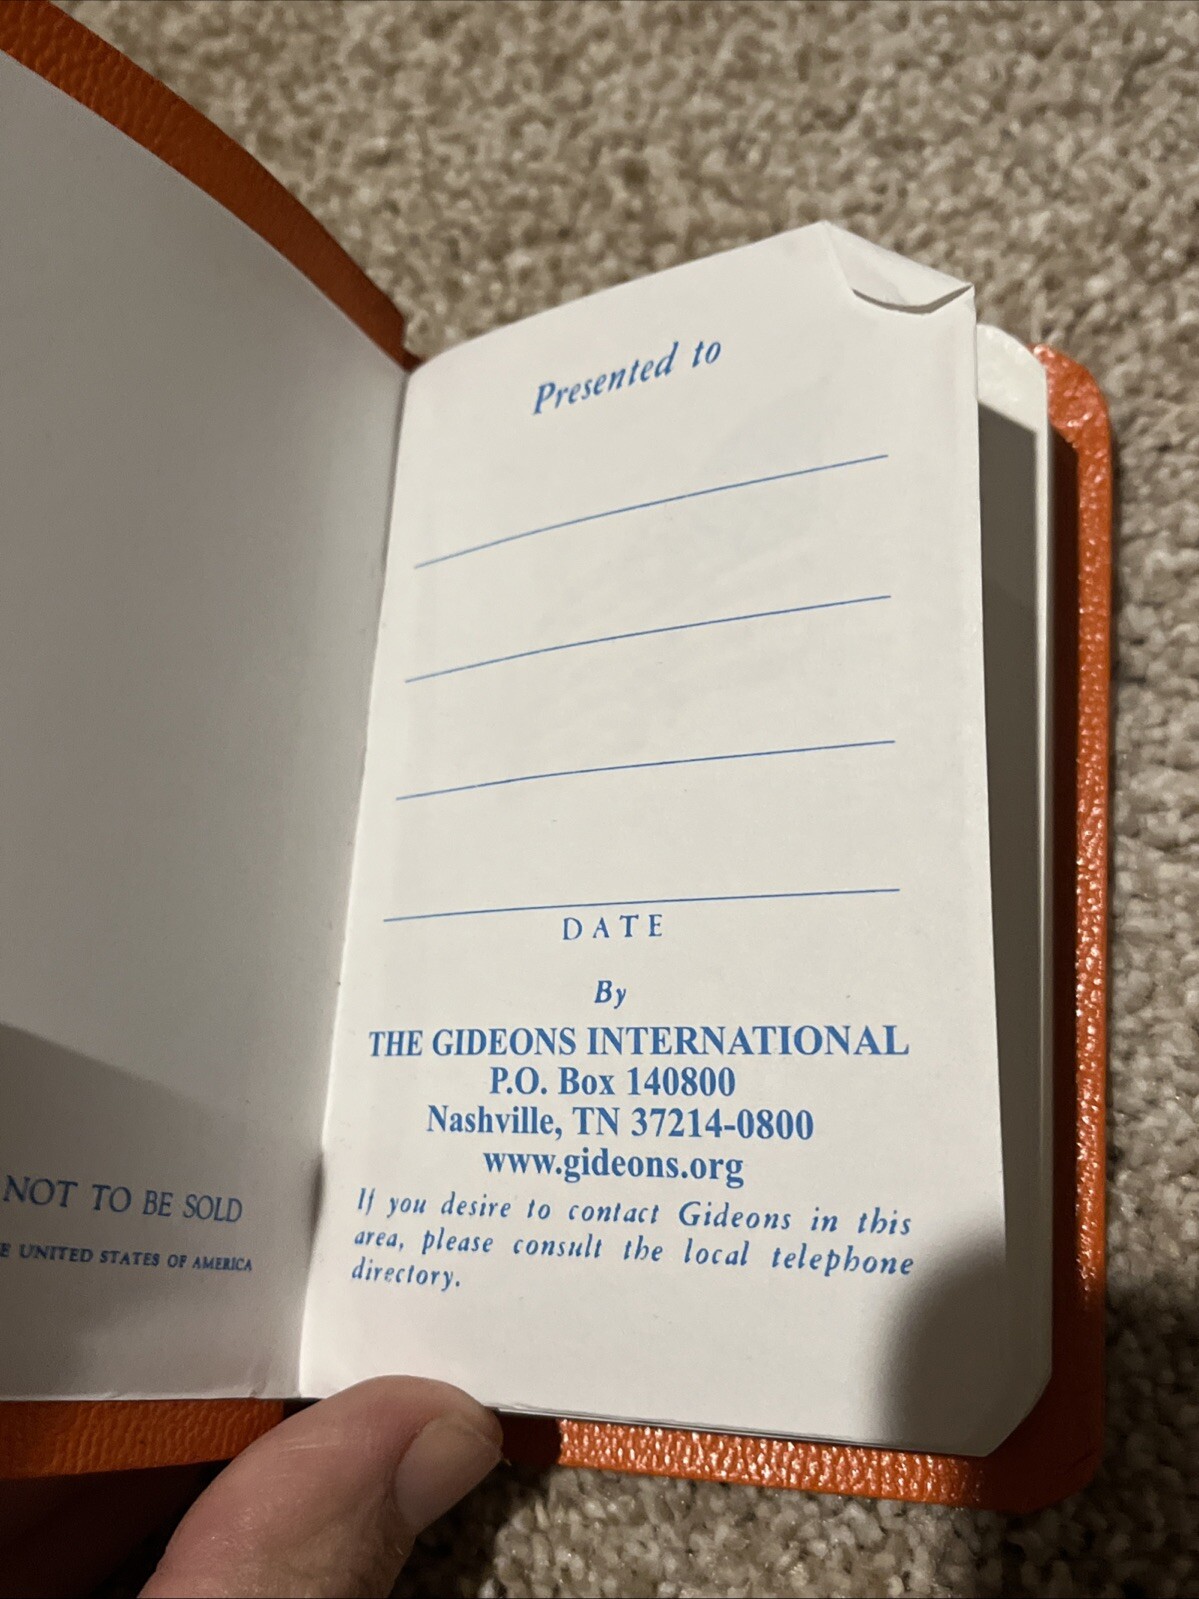 NOT TO BE SOLD
UNITED STATES OF AMERICA
Presented to
DATE
By
THE GIDEONS INTERNATIONAL
P.O. Box 140800
Nashville, TN 37214-0800
www.gideons.org
If you desire to contact Gideons in this
area, please consult the local telephone
directory.